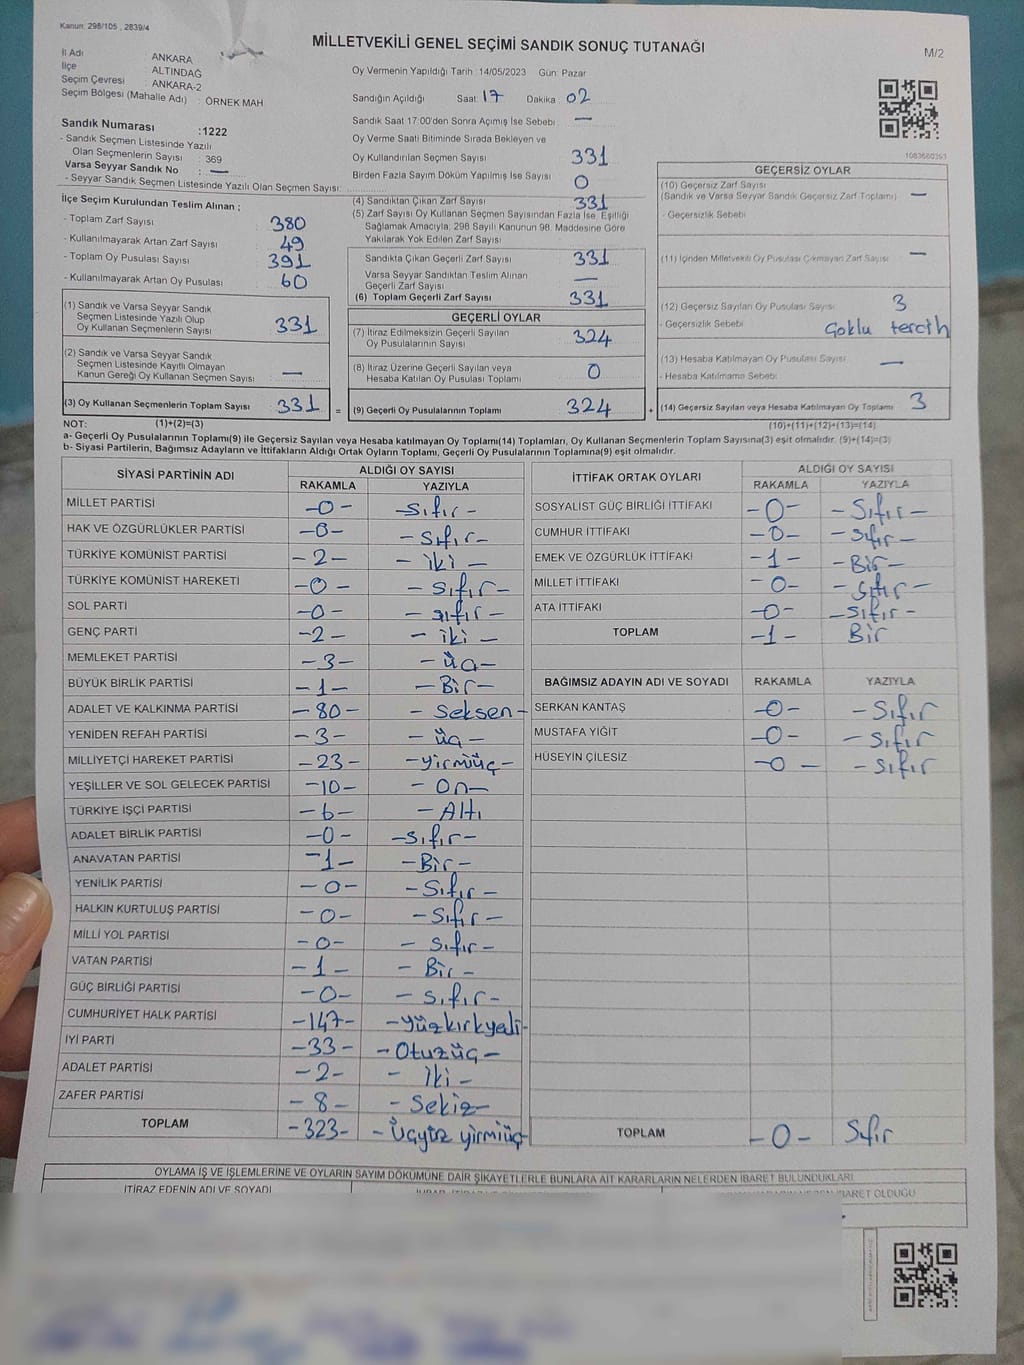 Kanun: 298/105 , 2839/4
MİLLETVEKİLİ GENEL SEÇİMİ SANDIK SONUÇ TUTANAĞI
M/2
İl Adı : ANKARA
İlçe : ALTINDAĞ
Seçim Çevresi : ANKARA-2
Seçim Bölgesi (Mahalle Adı) : ÖRNEK MAH
Sandık Numarası :1222
- Sandık Seçmen Listesinde Yazılı
Olan Seçmenlerin Sayısı : 369
Varsa Seyyar Sandık No : —
- Seyyar Sandık Seçmen Listesinde Yazılı Olan Seçmen Sayısı:
İlçe Seçim Kurulundan Teslim Alınan ;
- Toplam Zarf Sayısı : 380
- Kullanılmayarak Artan Zarf Sayısı : 49
- Toplam Oy Pusulası Sayısı : 391
- Kullanılmayarak Artan Oy Pusulası : 60
(1) Sandık ve Varsa Seyyar Sandık
Seçmen Listesinde Yazılı Olup
Oy Kullanan Seçmenlerin Sayısı : 331
(2) Sandık ve Varsa Seyyar Sandık
Seçmen Listesinde Kayıtlı Olmayan
Kanun Gereği Oy Kullanan Seçmen Sayısı : —
(3) Oy Kullanan Seçmenlerin Toplam Sayısı : 331 =
Oy Vermenin Yapıldığı Tarih : 14/05/2023 Gün: Pazar
Sandığın Açıldığı Saat : 17 Dakika : 02
Sandık Saat 17:00'den Sonra Açımış İse Sebebi : —
Oy Verme Saati Bitiminde Sırada Bekleyen ve
Oy Kullandırılan Seçmen Sayısı : 331
Birden Fazla Sayım Döküm Yapılmış İse Sayısı : 0
(4) Sandıktan Çıkan Zarf Sayısı : 331
(5) Zarf Sayısı Oy Kullanan Seçmen Sayısından Fazla İse, Eşitliği
Sağlamak Amacıyla; 298 Sayılı Kanunun 98. Maddesine Göre
Yakılarak Yok Edilen Zarf Sayısı :
Sandıkta Çıkan Geçerli Zarf Sayısı : 331
Varsa Seyyar Sandıktan Teslim Alınan
Geçerli Zarf Sayısı : —
(6) Toplam Geçerli Zarf Sayısı : 331
GEÇERLİ OYLAR
(7) İtiraz Edilmeksizin Geçerli Sayılan
Oy Pusulalarının Sayısı : 324
(8) İtiraz Üzerine Geçerli Sayılan veya
Hesaba Katılan Oy Pusulası Toplamı : 0
(9) Geçerli Oy Pusulalarının Toplamı : 324 +
1083660393
GEÇERSİZ OYLAR
(10) Geçersiz Zarf Sayısı
(Sandık ve Varsa Seyyar Sandık Geçersiz Zarf Toplamı) : —
- Geçersizlik Sebebi :
(11) İçinden Milletvekili Oy Pusulası Çıkmayan Zarf Sayısı : —
(12) Geçersiz Sayılan Oy Pusulası Sayısı : 3
- Geçersizlik Sebebi : Çoklu tercih
(13) Hesaba Katılmayan Oy Pusulası Sayısı : —
- Hesaba Katılmama Sebebi :
(14) Geçersiz Sayılan veya Hesaba Katılmayan Oy Toplamı : 3
NOT: (1)+(2)=(3) (10)+(11)+(12)+(13)=(14)
a- Geçerli Oy Pusulalarının Toplamı(9) ile Geçersiz Sayılan veya Hesaba katılmayan Oy Toplamı(14) Toplamları, Oy Kullanan Seçmenlerin Toplam Sayısına(3) eşit olmalıdır. (9)+(14)=(3)
b- Siyasi Partilerin, Bağımsız Adayların ve İttifakların Aldığı Ortak Oyların Toplamı, Geçerli Oy Pusulalarının Toplamına(9) eşit olmalıdır.
SİYASİ PARTİNİN ADI ALDIĞI OY SAYISI
RAKAMLA YAZIYLA
MİLLET PARTİSİ -0- -Sıfır-
HAK VE ÖZGÜRLÜKLER PARTİSİ -0- -Sıfır-
TÜRKİYE KOMÜNİST PARTİSİ -2- -iki-
TÜRKİYE KOMÜNİST HAREKETİ -0- -sıfır-
SOL PARTİ -0- -sıfır-
GENÇ PARTİ -2- -iki-
MEMLEKET PARTİSİ -3- -üç-
BÜYÜK BİRLİK PARTİSİ -1- -Bir-
ADALET VE KALKINMA PARTİSİ -80- -Seksen-
YENİDEN REFAH PARTİSİ -3- -üç-
MİLLİYETÇİ HAREKET PARTİSİ -23- -yirmiüç-
YEŞİLLER VE SOL GELECEK PARTİSİ -10- -On-
TÜRKİYE İŞÇİ PARTİSİ -6- -Altı
ADALET BİRLİK PARTİSİ -0- -sıfır-
ANAVATAN PARTİSİ -1- -Bir-
YENİLİK PARTİSİ -0- -Sıfır-
HALKIN KURTULUŞ PARTİSİ -0- -Sıfır-
MİLLİ YOL PARTİSİ -0- -Sıfır-
VATAN PARTİSİ -1- -Bir-
GÜÇ BİRLİĞİ PARTİSİ -0- -sıfır-
CUMHURİYET HALK PARTİSİ -147- -Yüzkırkyedi-
İYİ PARTİ -33- -Otuzüç-
ADALET PARTİSİ -2- -İki-
ZAFER PARTİSİ -8- -Sekiz-
TOPLAM -323- -Üçyüz yirmiüç-
İTTİFAK ORTAK OYLARI ALDIĞI OY SAYISI
RAKAMLA YAZIYLA
SOSYALİST GÜÇ BİRLİĞİ İTTİFAKI -0- -Sıfır-
CUMHUR İTTİFAKI -0- -Sıfır-
EMEK VE ÖZGÜRLÜK İTTİFAKI -1- -Bir-
MİLLET İTTİFAKI -0- -Sıfır-
ATA İTTİFAKI -0- -sıfır-
TOPLAM -1- Bir
BAĞIMSIZ ADAYIN ADI VE SOYADI RAKAMLA YAZIYLA
SERKAN KANTAŞ -0- -Sıfır
MUSTAFA YİĞİT -0- -Sıfır
HÜSEYİN ÇİLESİZ -0- -sıfır
TOPLAM -0- Sıfır
OYLAMA İŞ VE İŞLEMLERİNE VE OYLARIN SAYIM DÖKÜMÜNE DAİR ŞİKAYETLERLE BUNLARA AİT KARARLARIN NELERDEN İBARET BULUNDUKLARI
İTİRAZ EDENİN ADI VE SOYADI
İBARET OLDUĞU